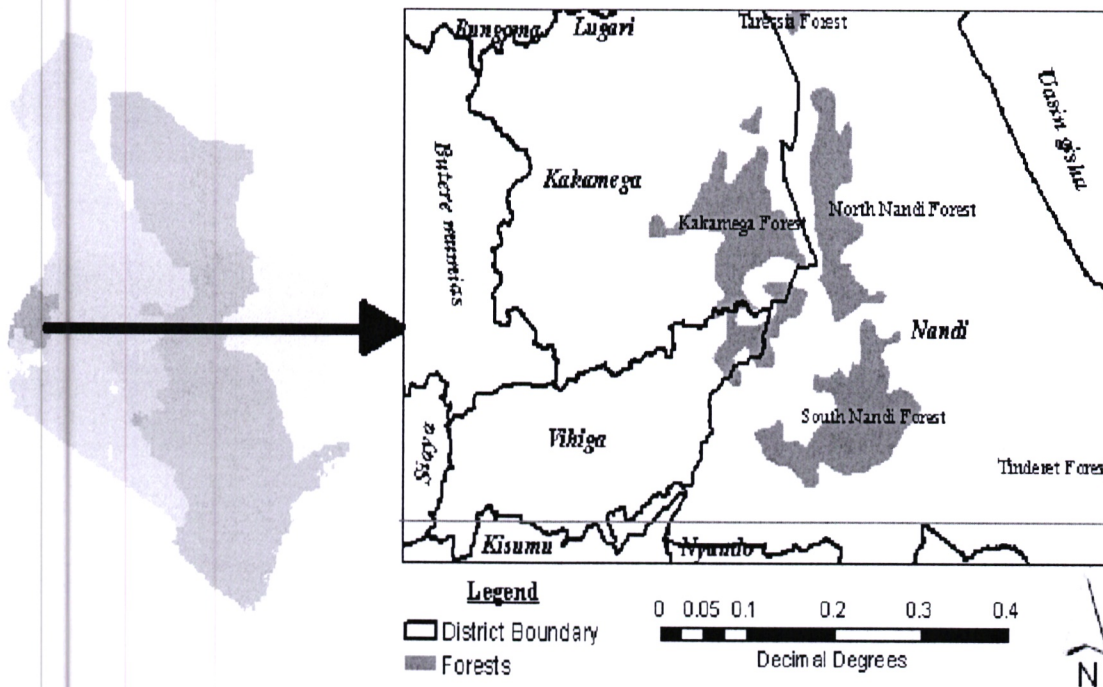 Bungoma
Lugari
Taressia Forest
Uasin gishu
Butere mumias
Kakamega
Kakamega Forest
North Nandi Forest
Nandi
Siaya
Vihiga
South Nandi Forest
Tinderet Fores
Kisumu
Nyando
Legend
District Boundary
Forests
0 0.05 0.1 0.2 0.3 0.4
Decimal Degrees
N